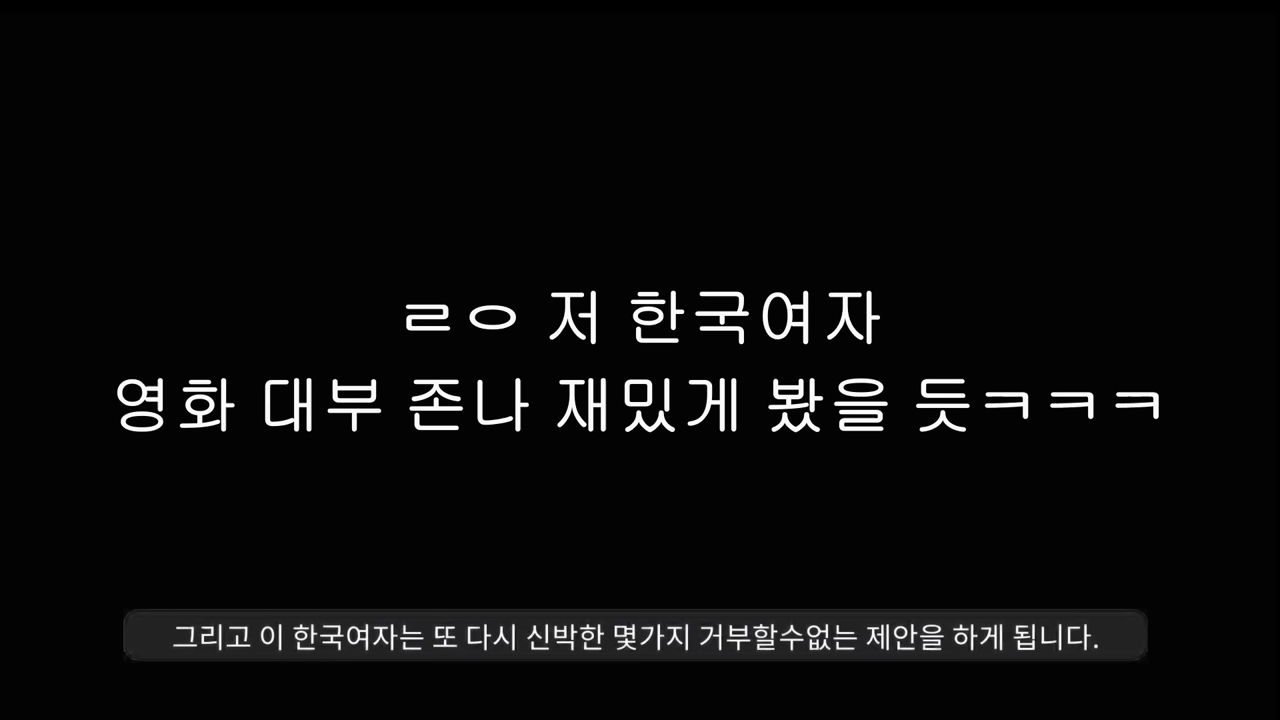 ㄹㅇ 저 한국여자
영화 대부 존나 재밌게 봤을 듯ㅋㅋㅋ
그리고 이 한국여자는 또 다시 신박한 몇가지 거부할수없는 제안을 하게 됩니다.